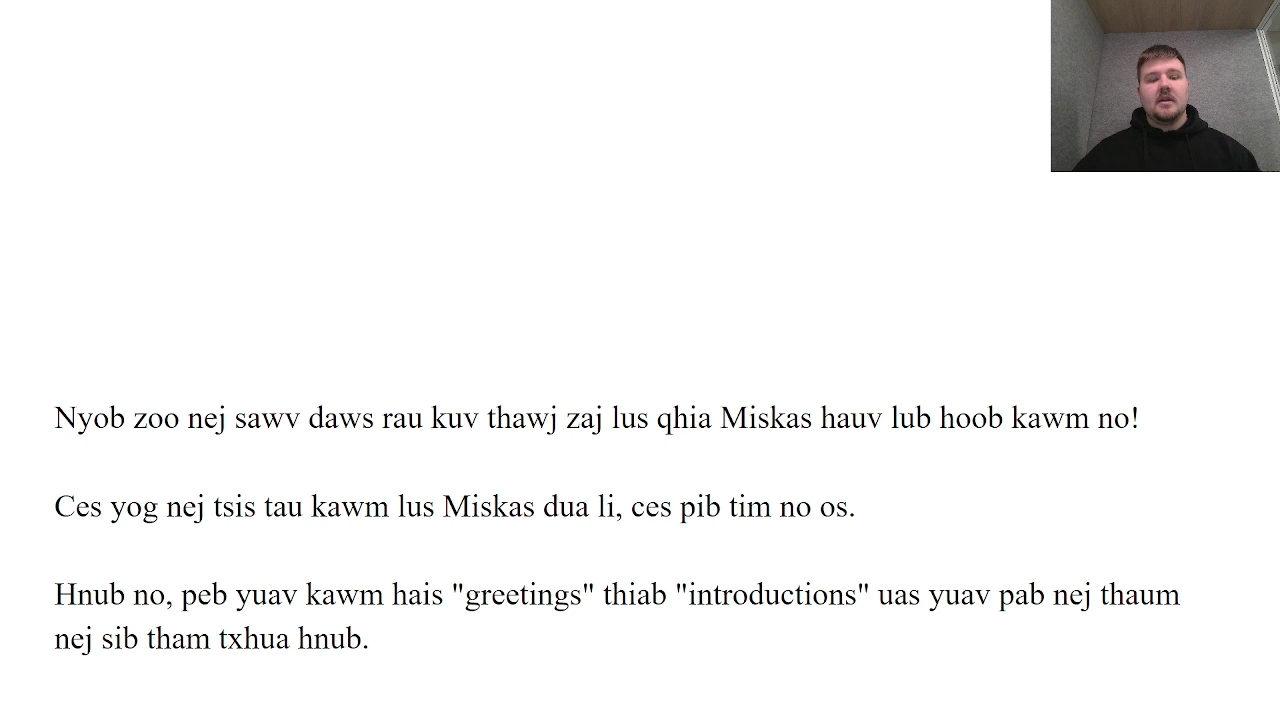 Nyob zoo nej sawv daws rau kuv thawj zaj lus qhia Miskas hauv lub hoob kawm no!
Ces yog nej tsis tau kawm lus Miskas dua li, ces pib tim no os.
Hnub no, peb yuav kawm hais "greetings" thiab "introductions" uas yuav pab nej thaum
nej sib tham txhua hnub.